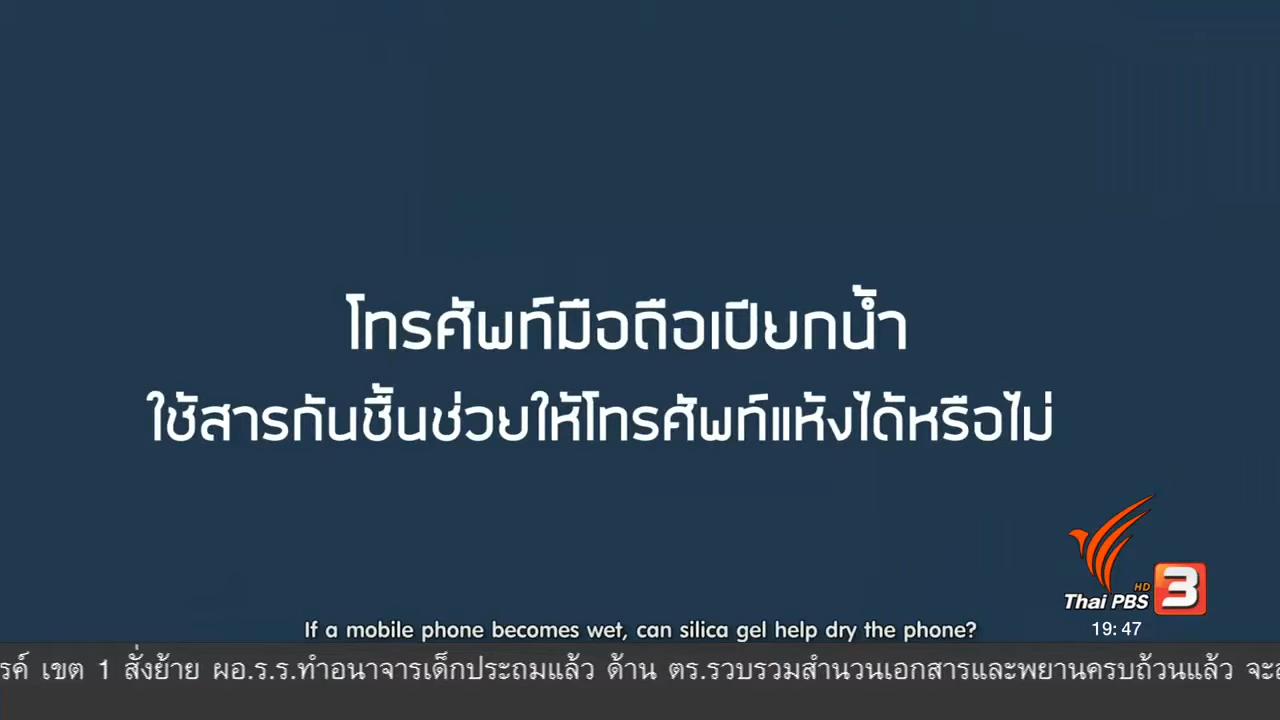 โทรศัพท์มือถือเปียกน้ำ
ใช้สารกันชื้นช่วยให้โทรศัพท์แห้งได้หรือไม่
HD
Thai PBS 3
If a mobile phone becomes wet, can silica gel help dry the phone?
19:47
รค์ เขต 1 สั่งย้าย ผอ.ร.ร.ทำอนาจารเด็กประถมแล้ว ด้าน ตร.รวบรวมสำนวนเอกสารและพยานครบถ้วนแล้ว จะ